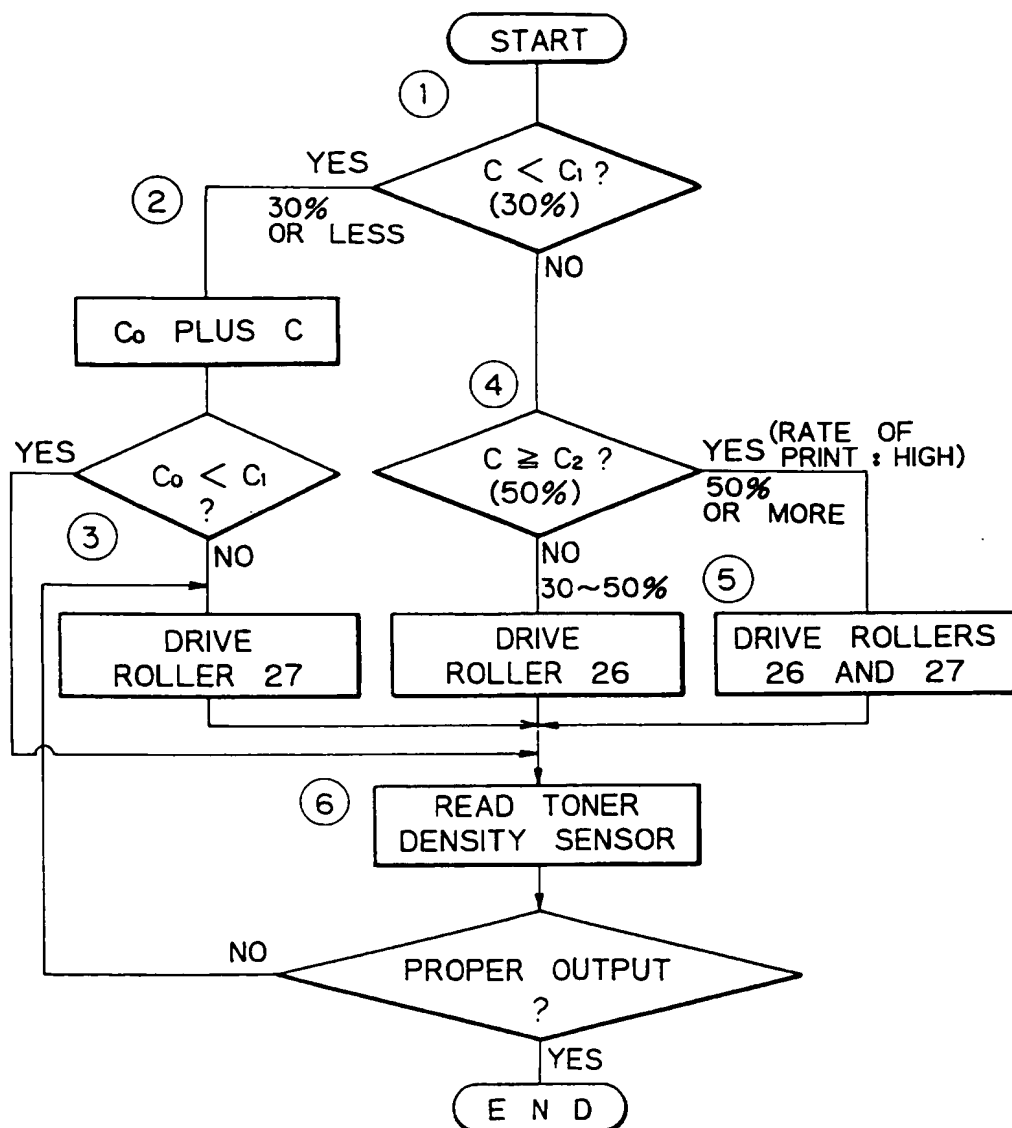 START
1
C < C₁ ?
(30%)
YES
30%
OR LESS
NO
2
C₀ PLUS C
C₀ < C₁
?
YES
NO
3
4
C ≧ C₂ ?
(50%)
YES (RATE OF
PRINT : HIGH)
50%
OR MORE
NO
30~50%
5
DRIVE
ROLLER 27
DRIVE
ROLLER 26
DRIVE ROLLERS
26 AND 27
6
READ TONER
DENSITY SENSOR
NO
PROPER OUTPUT
?
YES
END